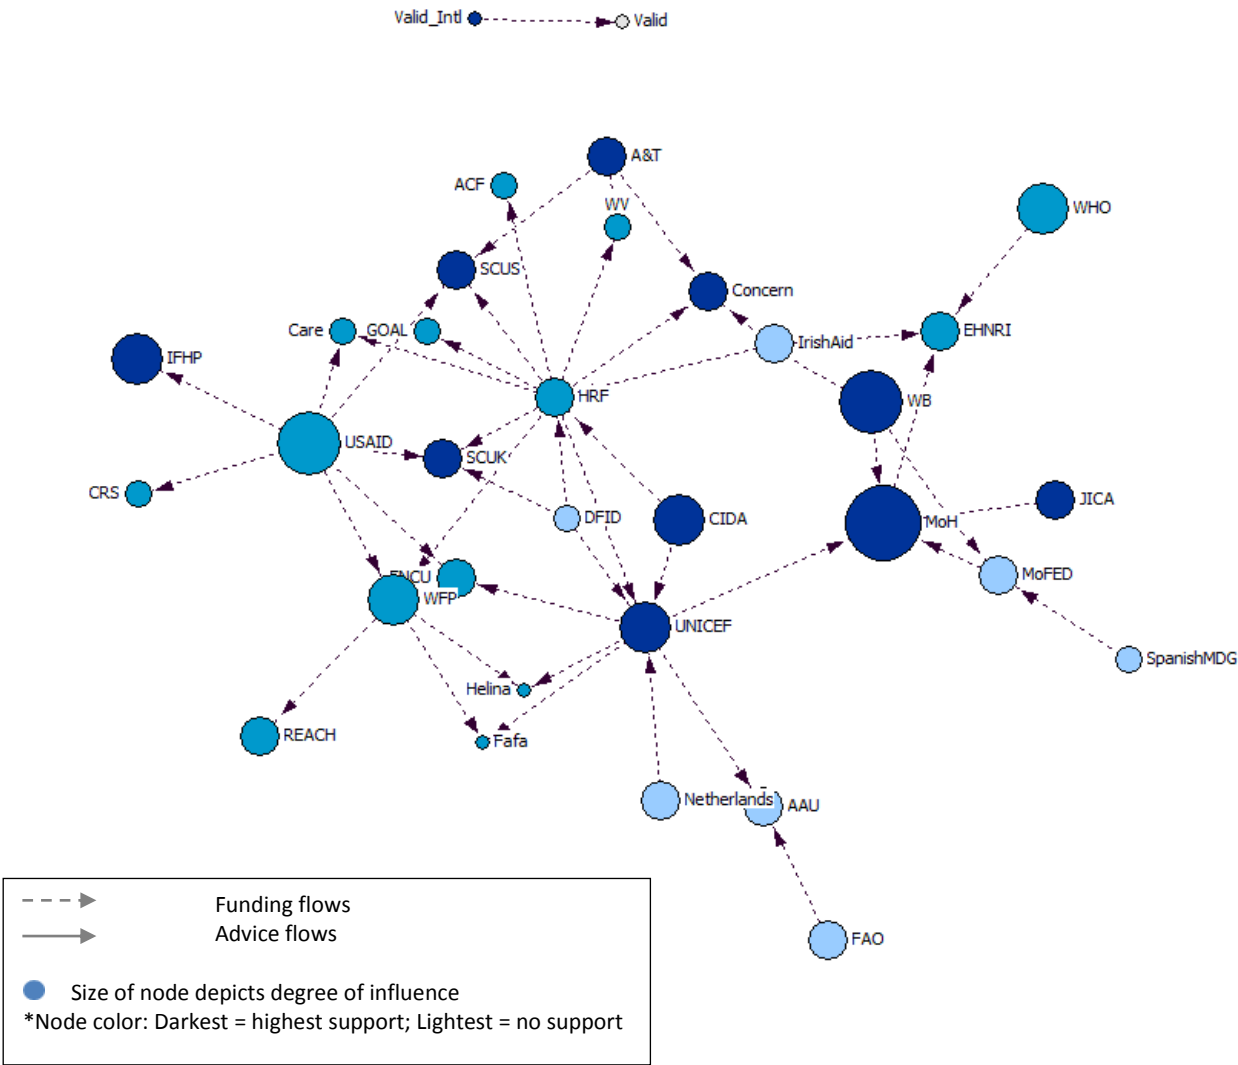 Valid_Intl
Valid
A&T
ACF
WV
WHO
SCUS
Concern
Care
GOAL
IrishAid
EHNRI
IFHP
HRF
WB
USAID
SCUK
CRS
DFID
CIDA
MoH
JICA
ENCU
WFP
MoFED
UNICEF
SpanishMDG
Helina
REACH
Fafa
Netherlands
AAU
FAO
Funding flows
Advice flows
Size of node depicts degree of influence
*Node color: Darkest = highest support; Lightest = no support